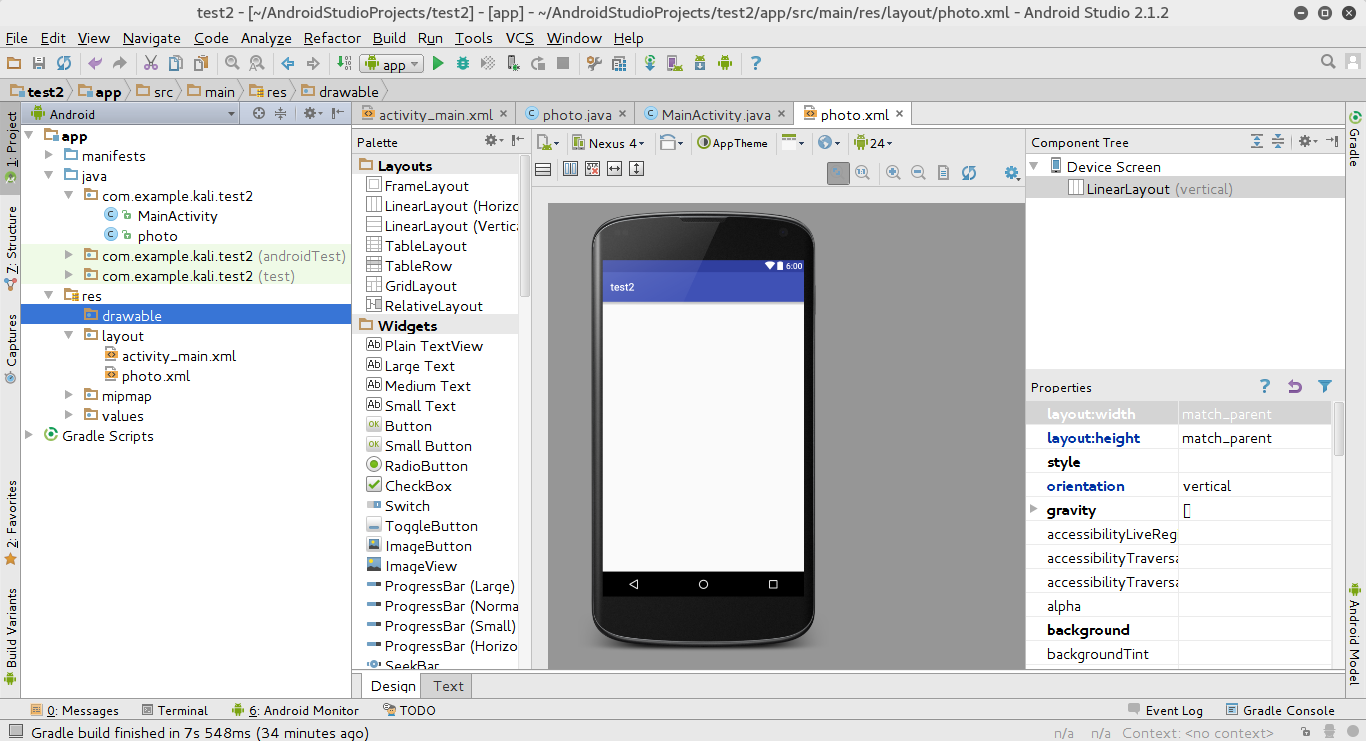 test2 - [~/AndroidStudioProjects/test2] - [app] - ~/AndroidStudioProjects/test2/app/src/main/res/layout/photo.xml - Android Studio 2.1.2
File Edit View Navigate Code Analyze Refactor Build Run Tools VCS Window Help
app
test2 app src main res drawable
1: Project
7: Structure
Captures
2: Favorites
Build Variants
Android
app
manifests
java
com.example.kali.test2
MainActivity
photo
com.example.kali.test2 (androidTest)
com.example.kali.test2 (test)
res
drawable
layout
activity_main.xml
photo.xml
mipmap
values
Gradle Scripts
activity_main.xml photo.java MainActivity.java photo.xml
Palette
Layouts
FrameLayout
LinearLayout (Horizo
LinearLayout (Vertica
TableLayout
TableRow
GridLayout
RelativeLayout
Widgets
Plain TextView
Large Text
Medium Text
Small Text
Button
Small Button
RadioButton
CheckBox
Switch
ToggleButton
ImageButton
ImageView
ProgressBar (Large)
ProgressBar (Norma
ProgressBar (Small)
ProgressBar (Horizo
SeekBar
Nexus 4 AppTheme 24
6:00
test2
Component Tree
Device Screen
LinearLayout (vertical)
Properties
layout:width match_parent
layout:height match_parent
style
orientation vertical
gravity []
accessibilityLiveReg
accessibilityTraversa
accessibilityTraversa
alpha
background
backgroundTint
Gradle
Android Model
Design Text
0: Messages Terminal 6: Android Monitor TODO Event Log Gradle Console
Gradle build finished in 7s 548ms (34 minutes ago) n/a n/a Context: <no context>